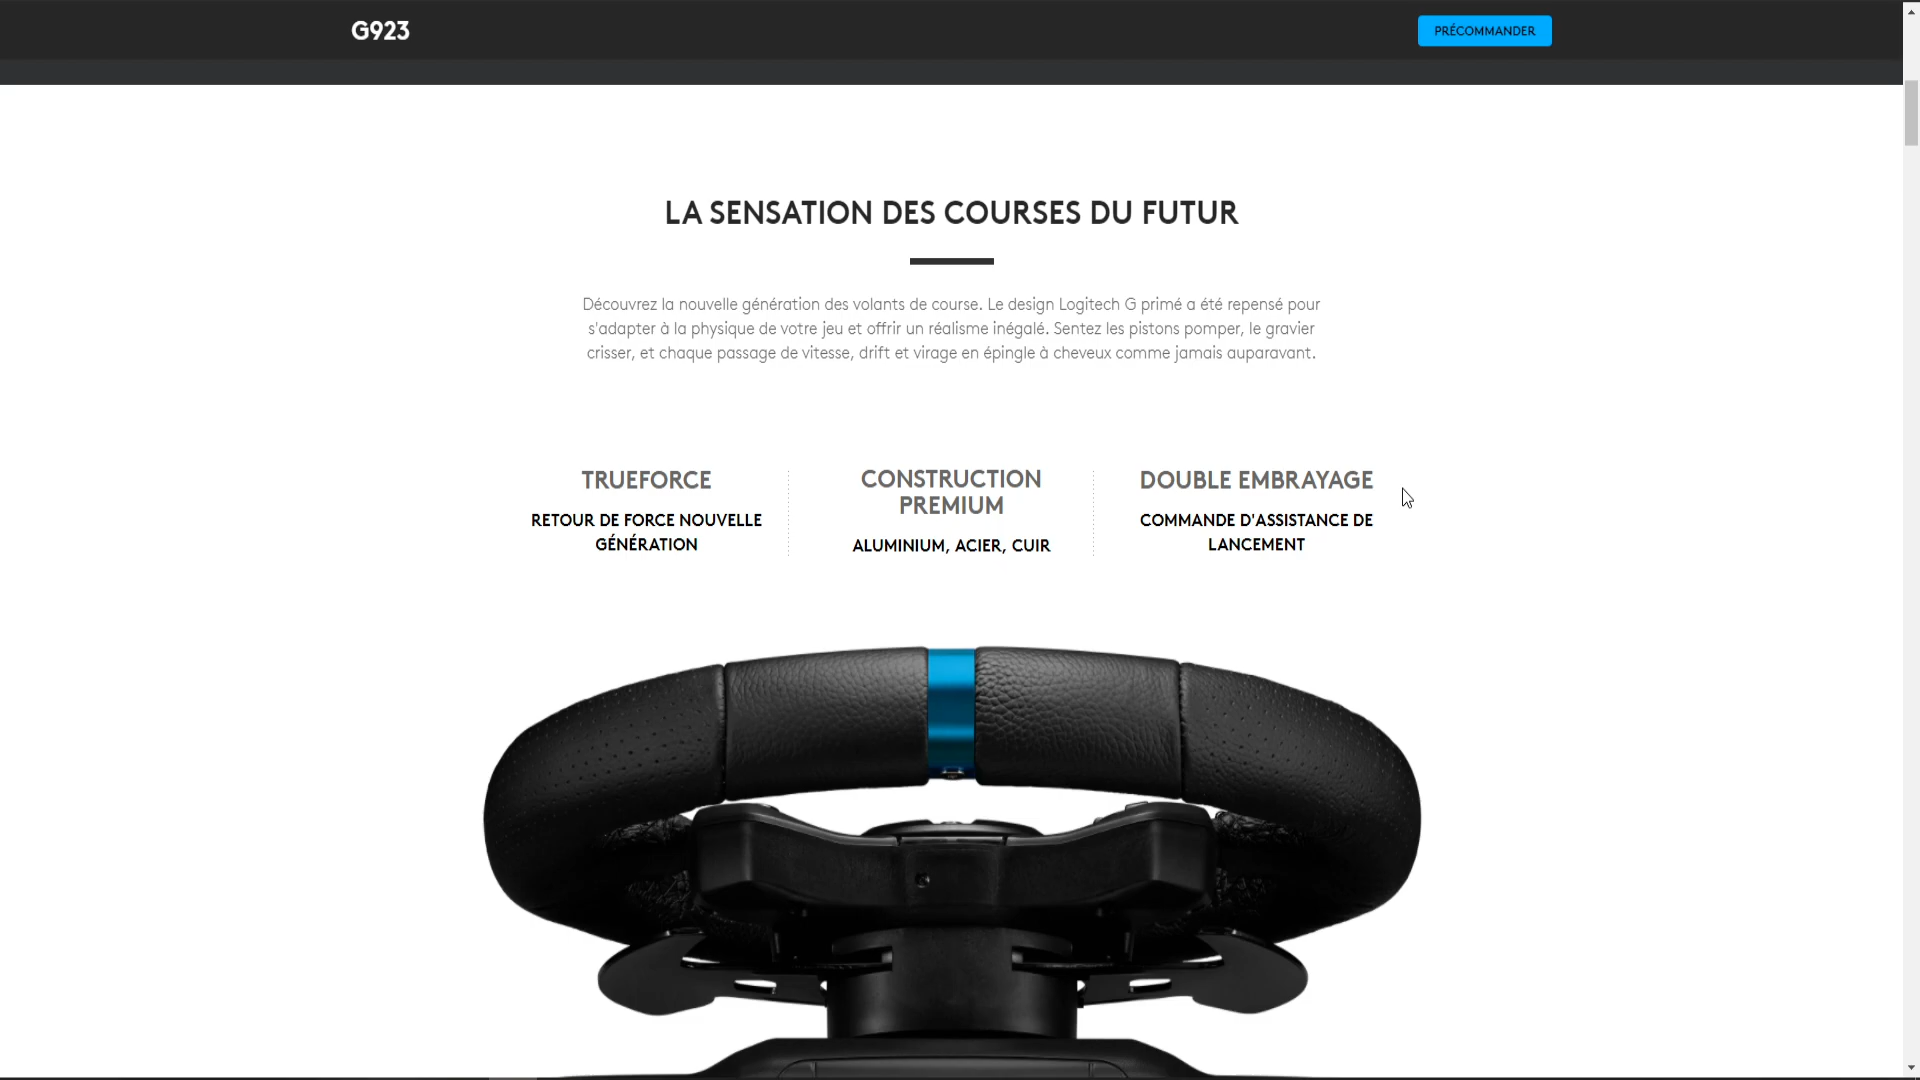 G923
PRÉCOMMANDER
LA SENSATION DES COURSES DU FUTUR
Découvrez la nouvelle génération des volants de course. Le design Logitech G primé a été repensé pour
s'adapter à la physique de votre jeu et offrir un réalisme inégalé. Sentez les pistons pomper, le gravier
crisser, et chaque passage de vitesse, drift et virage en épingle à cheveux comme jamais auparavant.
TRUEFORCE
RETOUR DE FORCE NOUVELLE
GÉNÉRATION
CONSTRUCTION
PREMIUM
ALUMINIUM, ACIER, CUIR
DOUBLE EMBRAYAGE
COMMANDE D'ASSISTANCE DE
LANCEMENT